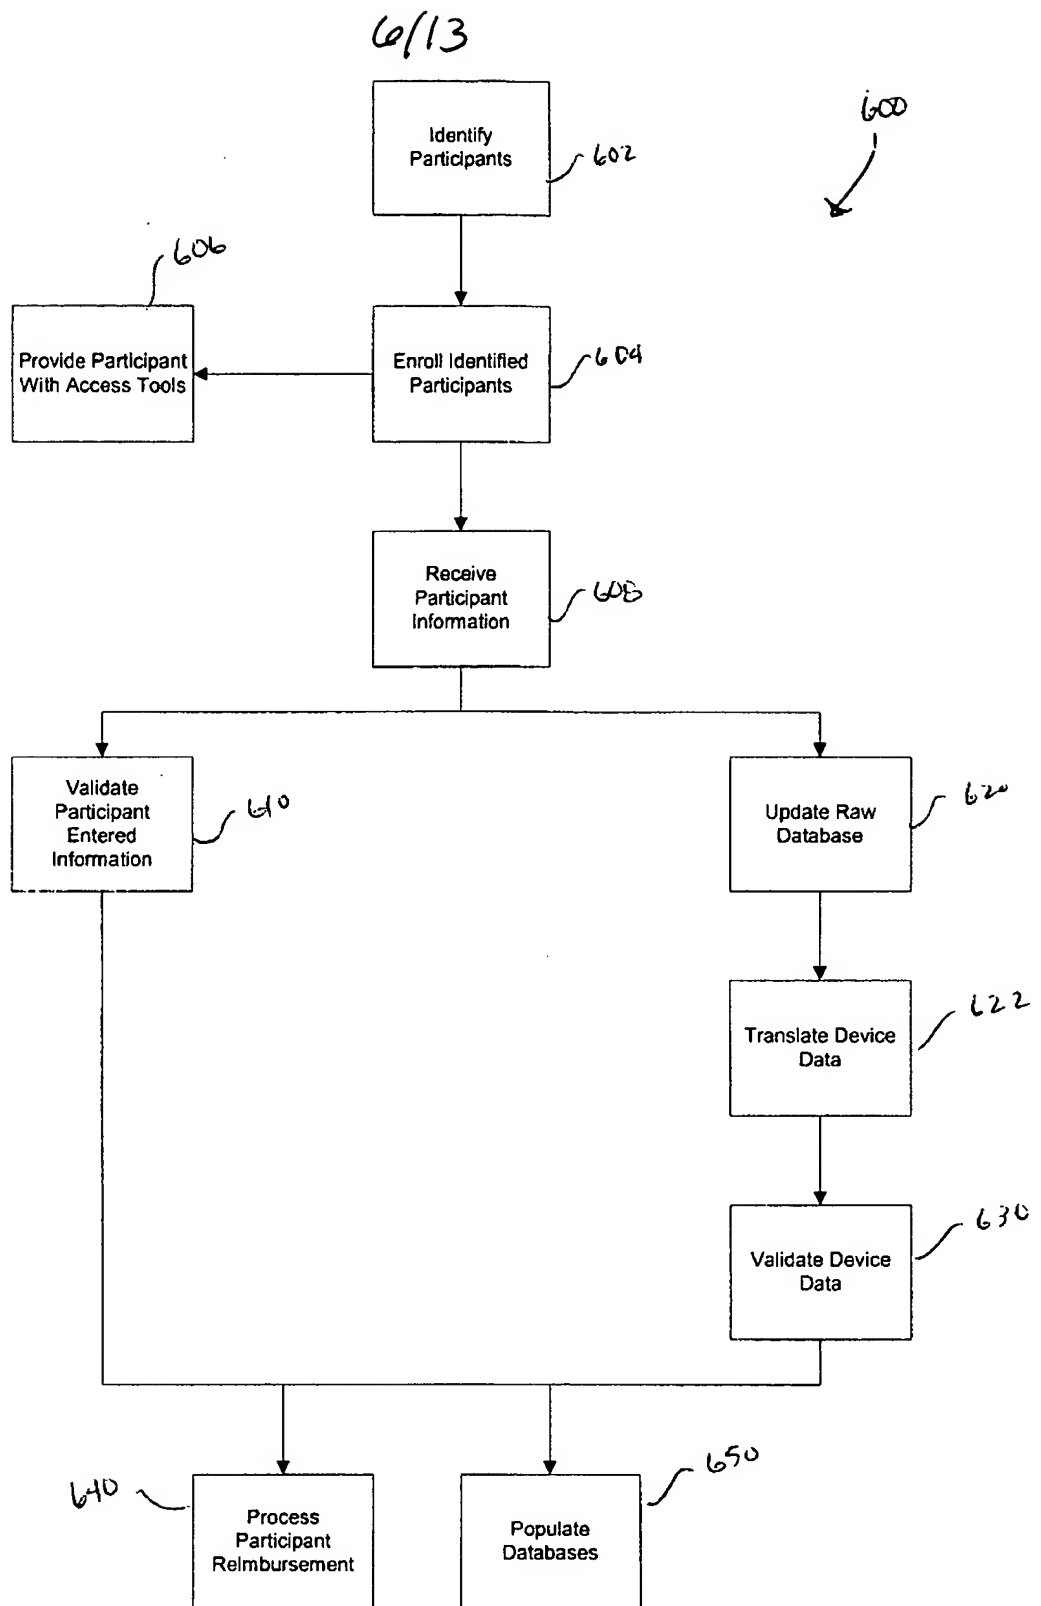 6/13
600
Identify
Participants
602
606
Provide Participant
With Access Tools
Enroll Identified
Participants
604
Receive
Participant
Information
608
Validate
Participant
Entered
Information
610
Update Raw
Database
620
Translate Device
Data
622
Validate Device
Data
630
640
Process
Participant
Reimbursement
650
Populate
Databases